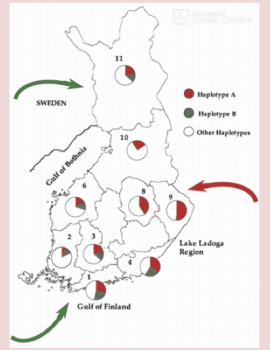 11
SWEDEN
Haplotype A
Haplotype B
Other Haplotypes
10
Gulf of Bothnia
6
8
9
2
3
4
Lake Ladoga
Region
1
Gulf of Finland